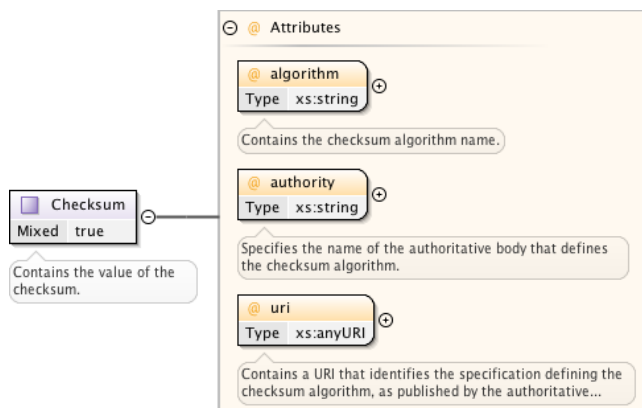 @ Attributes
@ algorithm
Type xs:string
Contains the checksum algorithm name.
@ authority
Type xs:string
Specifies the name of the authoritative body that defines
the checksum algorithm.
Checksum
Mixed true
Contains the value of the
checksum.
@ uri
Type xs:anyURI
Contains a URI that identifies the specification defining the
checksum algorithm, as published by the authoritative...